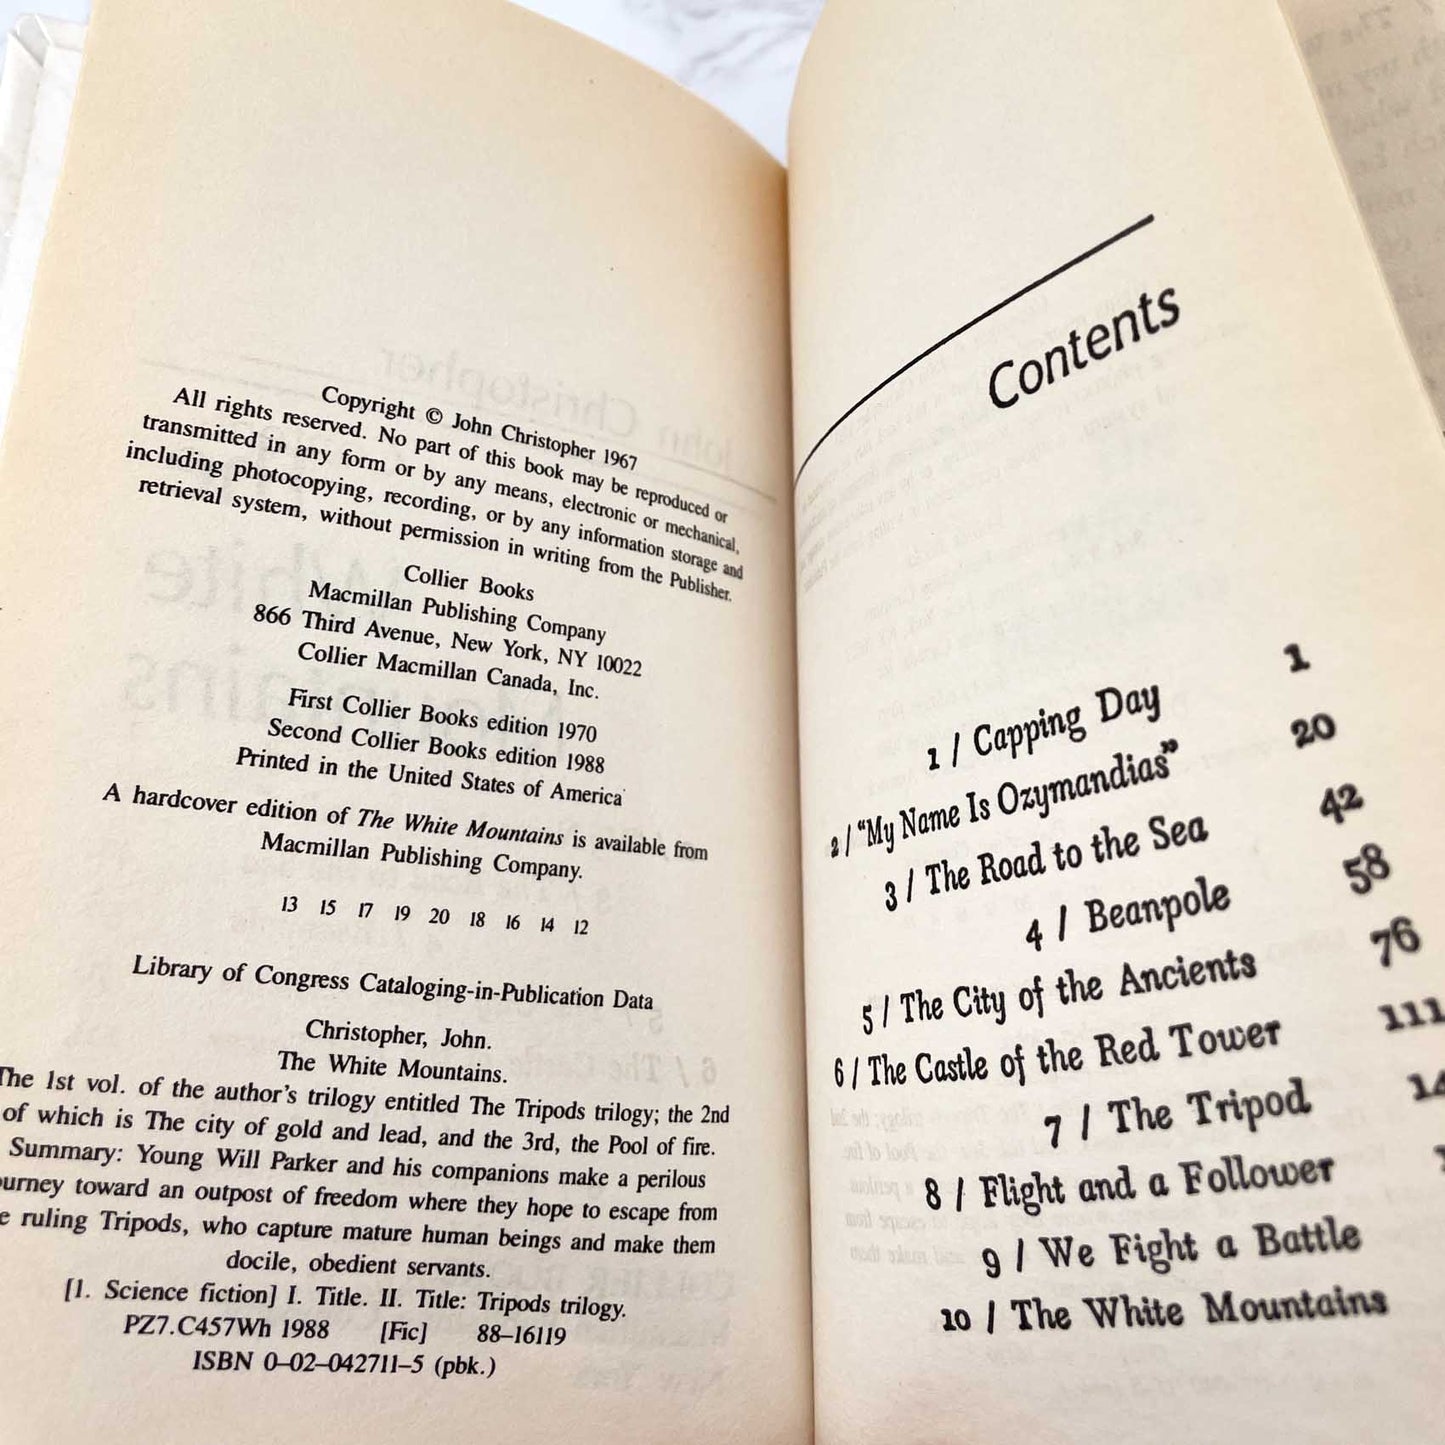 Copyright © John Christopher 1967
All rights reserved. No part of this book may be reproduced or
transmitted in any form or by any means, electronic or mechanical,
including photocopying, recording, or by any information storage and
retrieval system, without permission in writing from the Publisher.
Collier Books
Macmillan Publishing Company
866 Third Avenue, New York, NY 10022
Collier Macmillan Canada, Inc.
First Collier Books edition 1970
Second Collier Books edition 1988
Printed in the United States of America
A hardcover edition of The White Mountains is available from
Macmillan Publishing Company.
13 15 17 19 20 18 16 14 12
Library of Congress Cataloging-in-Publication Data
Christopher, John.
The White Mountains.
The 1st vol. of the author's trilogy entitled The Tripods trilogy; the 2nd
of which is The city of gold and lead, and the 3rd, the Pool of fire.
Summary: Young Will Parker and his companions make a perilous
ourney toward an outpost of freedom where they hope to escape from
e ruling Tripods, who capture mature human beings and make them
docile, obedient servants.
[1. Science fiction] I. Title. II. Title: Tripods trilogy.
PZ7.C457Wh 1988 [Fic] 88–16119
ISBN 0–02–042711–5 (pbk.)
Contents
1 / Capping Day 1
2 / "My Name Is Ozymandias" 20
3 / The Road to the Sea 42
4 / Beanpole 58
5 / The City of the Ancients 76
6 / The Castle of the Red Tower 111
7 / The Tripod 14
8 / Flight and a Follower
9 / We Fight a Battle
10 / The White Mountains